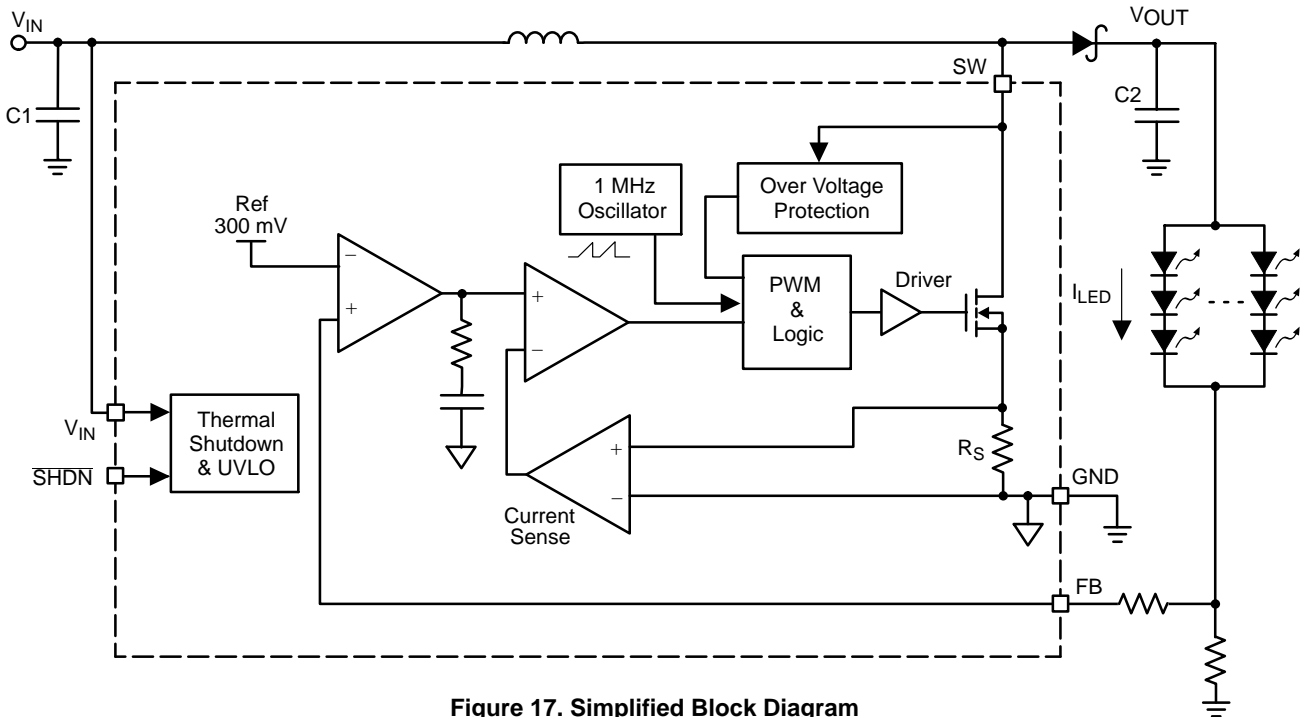 VIN
VOUT
SW
C1
C2
1 MHz
Oscillator
Over Voltage
Protection
Ref
300 mV
−
+
+
−
PWM
&
Logic
Driver
ILED
Thermal
Shutdown
& UVLO
VIN
SHDN
+
−
Current
Sense
RS
GND
FB
Figure 17. Simplified Block Diagram